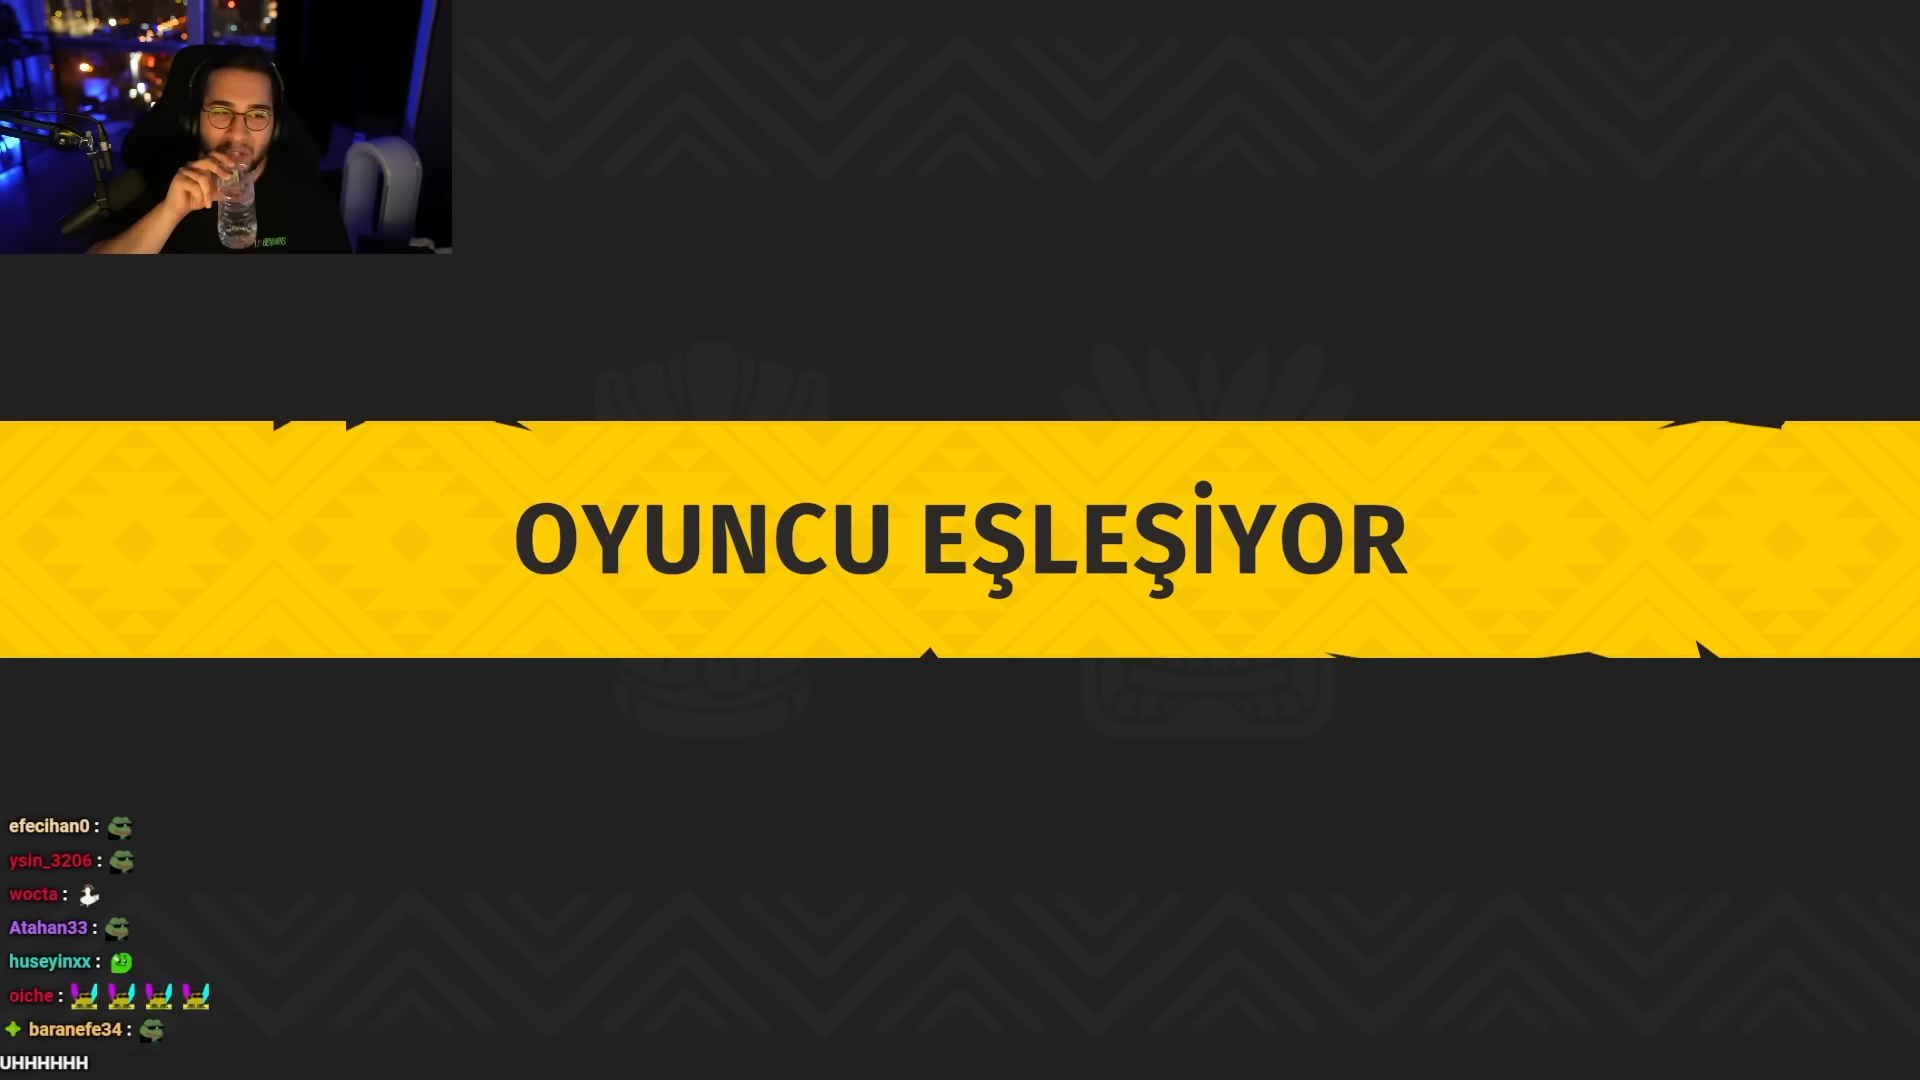 OYUNCU EŞLEŞİYOR
efecihan0 :
ysin_3206 :
wocta :
Atahan33 :
huseyinxx :
oiche :
baranefe34 :
UHHHHHH